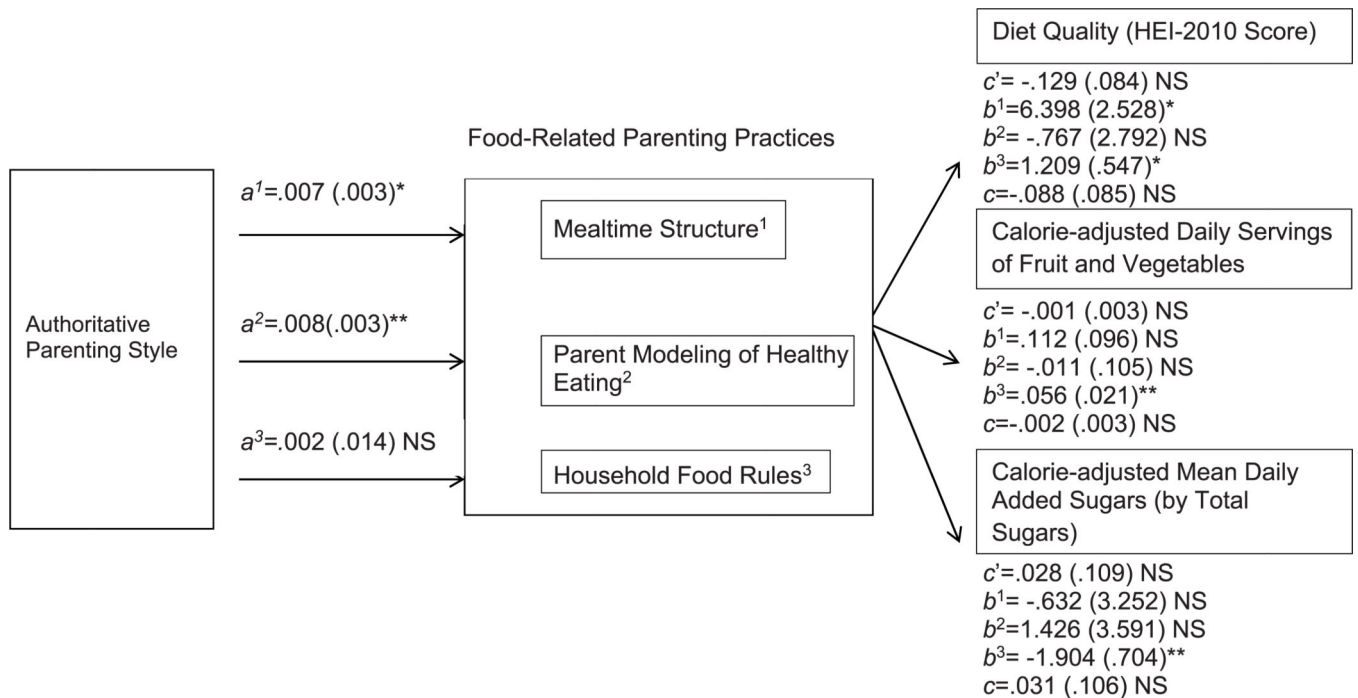 Authoritative
Parenting Style
a¹=.007 (.003)*
a²=.008(.003)**
a³=.002 (.014) NS
Food-Related Parenting Practices
Mealtime Structure¹
Parent Modeling of Healthy
Eating²
Household Food Rules³
Diet Quality (HEI-2010 Score)
c’= -.129 (.084) NS
b¹=6.398 (2.528)*
b²= -.767 (2.792) NS
b³=1.209 (.547)*
c=-.088 (.085) NS
Calorie-adjusted Daily Servings
of Fruit and Vegetables
c’= -.001 (.003) NS
b¹=.112 (.096) NS
b²= -.011 (.105) NS
b³=.056 (.021)**
c=-.002 (.003) NS
Calorie-adjusted Mean Daily
Added Sugars (by Total
Sugars)
c’=.028 (.109) NS
b¹= -.632 (3.252) NS
b²=1.426 (3.591) NS
b³= -1.904 (.704)**
c=.031 (.106) NS